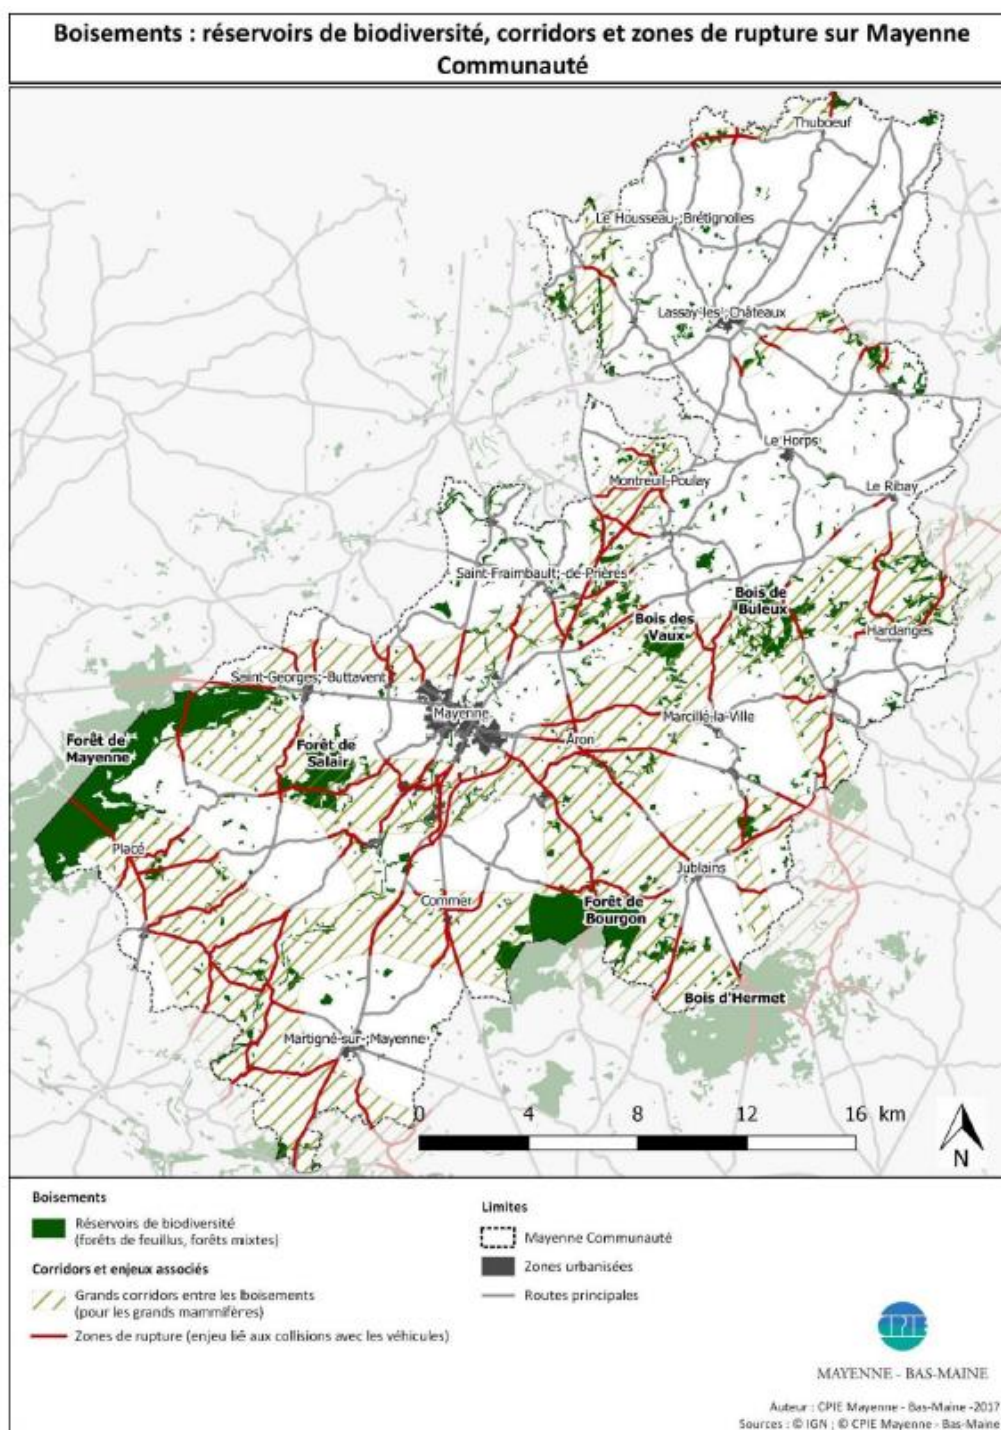 Boisements : réservoirs de biodiversité, corridors et zones de rupture sur Mayenne
Communauté
Thuboeuf
Le Housseau-;Brétignolles
Lassay-les-;Châteaux
Le Horps
Montreuil-Poulay
Le Ribay
Saint-Fraimbault;-de-Prières
Bois de
Buleux
Bois des
Vaux
Hardanges
Saint-Georges;-Buttavent
Mayenne
Marcillé-la-Ville
Forêt de
Mayenne
Forêt de
Salair
Aron
Placé
Jublains
Commer
Forêt de
Bourgon
Bois d'Hermet
Martigné-sur-;Mayenne
0 4 8 12 16 km
N
Boisements
Réservoirs de biodiversité
(forêts de feuillus, forêts mixtes)
Corridors et enjeux associés
Grands corridors entre les boisements
(pour les grands mammifères)
Zones de rupture (enjeu lié aux collisions avec les véhicules)
Limites
Mayenne Communauté
Zones urbanisées
Routes principales
CPIE
MAYENNE - BAS-MAINE
Auteur : CPIE Mayenne - Bas-Maine -2017
Sources : © IGN ; © CPIE Mayenne - Bas-Maine